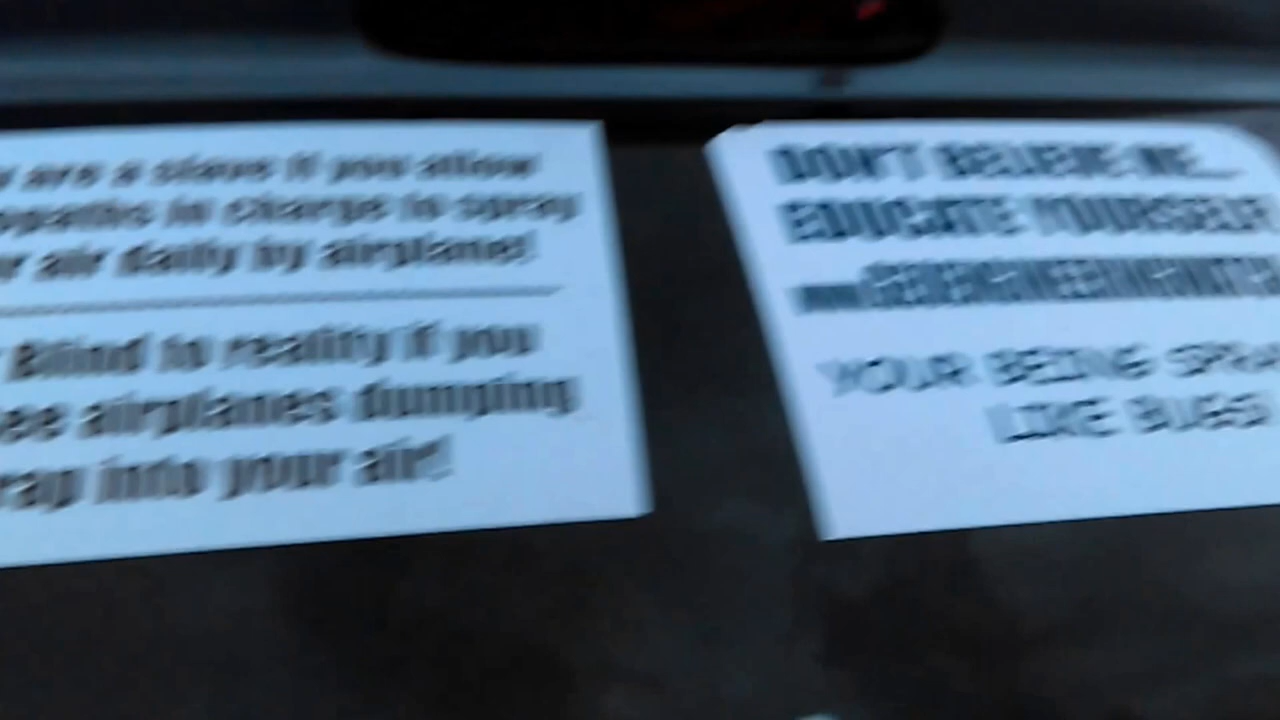 are a slave if you allow
in charge to spray
air daily by airplane!
Blind to reality if you
airplanes dumping
into your air!
DON'T BELIEVE ME...
EDUCATE YOURSELF
YOUR BEING
LIKE BUGS